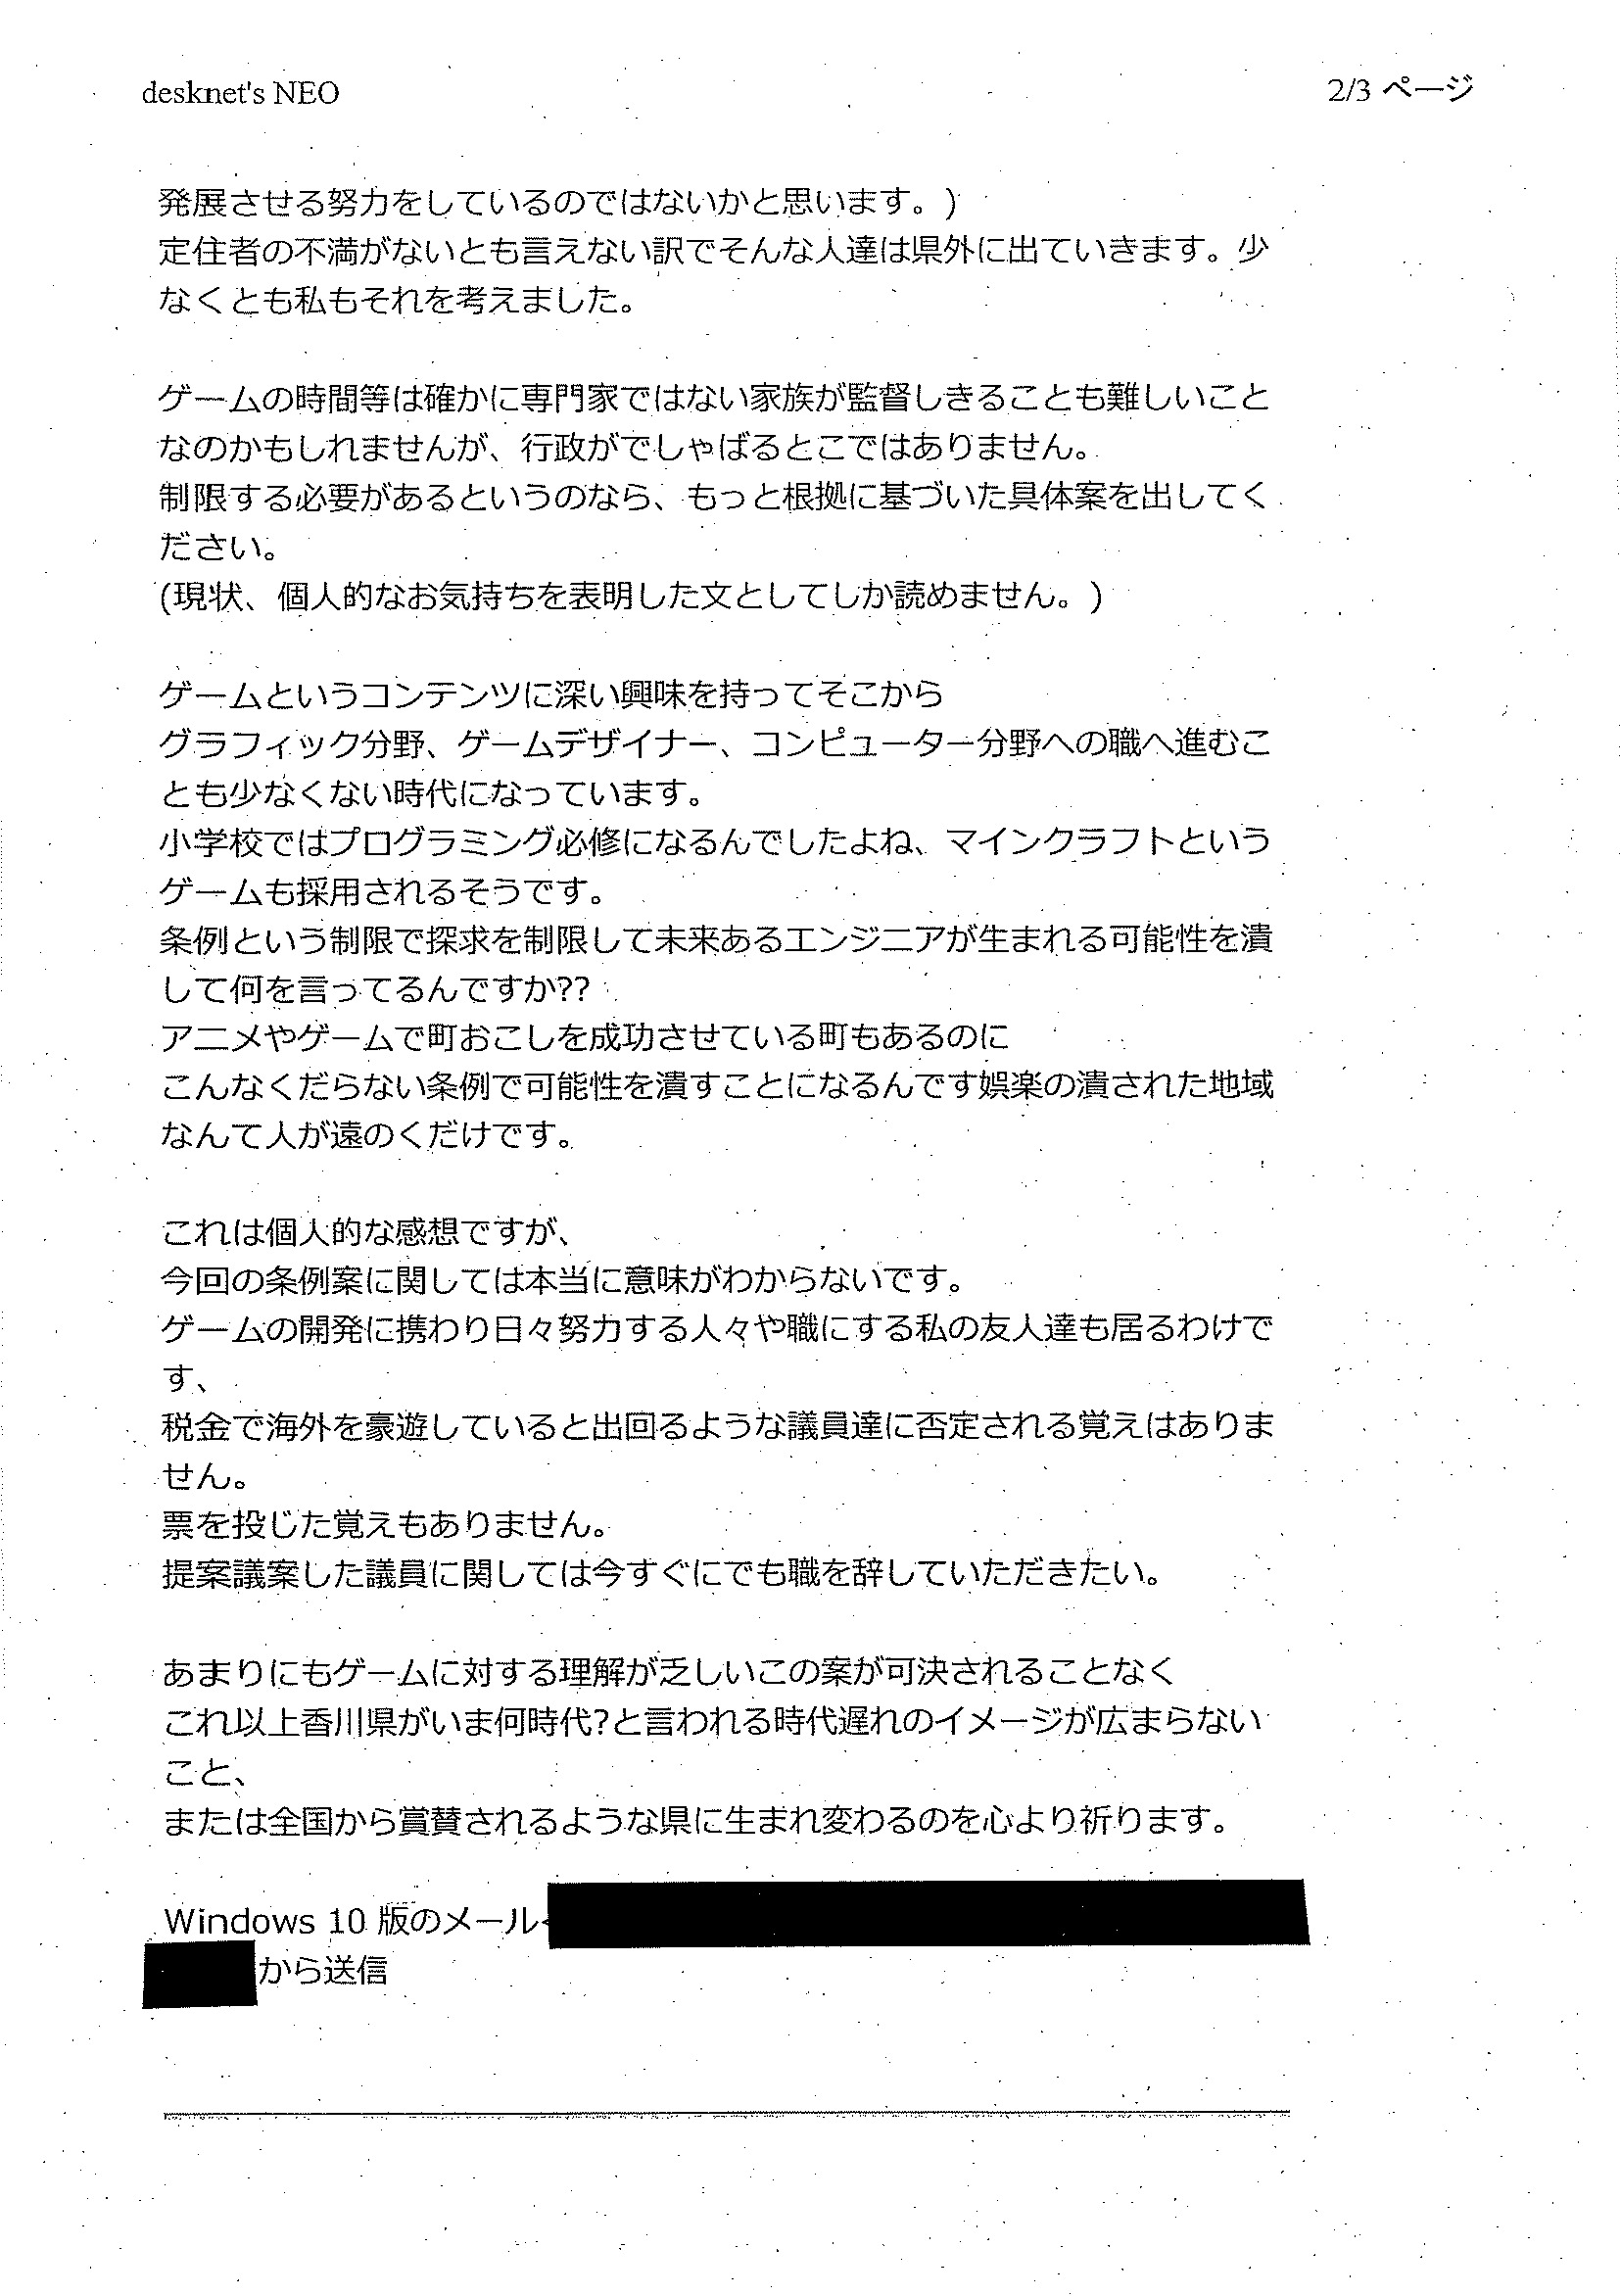 desknet's NEO
2/3 ページ
発展させる努力をしているのではないかと思います。)
定住者の不満がないとも言えない訳でそんな人達は県外に出ていきます。少
なくとも私もそれを考えました。
ゲームの時間等は確かに専門家ではない家族が監督しきることも難しいこと
なのかもしれませんが、行政がでしゃばるとこではありません。
制限する必要があるというのなら、もっと根拠に基づいた具体案を出してく
ださい。
(現状、個人的なお気持ちを表明した文としてしか読めません。)
ゲームというコンテンツに深い興味を持ってそこから
グラフィック分野、ゲームデザイナー、コンピューター分野への職へ進むこ
とも少なくない時代になっています。
小学校ではプログラミング必修になるんでしたよね、マインクラフトという
ゲームも採用されるそうです。
条例という制限で探求を制限して未来あるエンジニアが生まれる可能性を潰
して何を言ってるんですか??
アニメやゲームで町おこしを成功させている町もあるのに
こんなくだらない条例で可能性を潰すことになるんです娯楽の潰された地域
なんて人が遠のくだけです。
これは個人的な感想ですが、
今回の条例案に関しては本当に意味がわからないです。
ゲームの開発に携わり日々努力する人々や職にする私の友人達も居るわけで
す、
税金で海外を豪遊していると出回るような議員達に否定される覚えはありま
せん。
票を投じた覚えもありません。
提案議案した議員に関しては今すぐにでも職を辞していただきたい。
あまりにもゲームに対する理解が乏しいこの案が可決されることなく
これ以上香川県がいま何時代?と言われる時代遅れのイメージが広まらない
こと、
または全国から賞賛されるような県に生まれ変わるのを心より祈ります。
Windows 10 版のメール
から送信